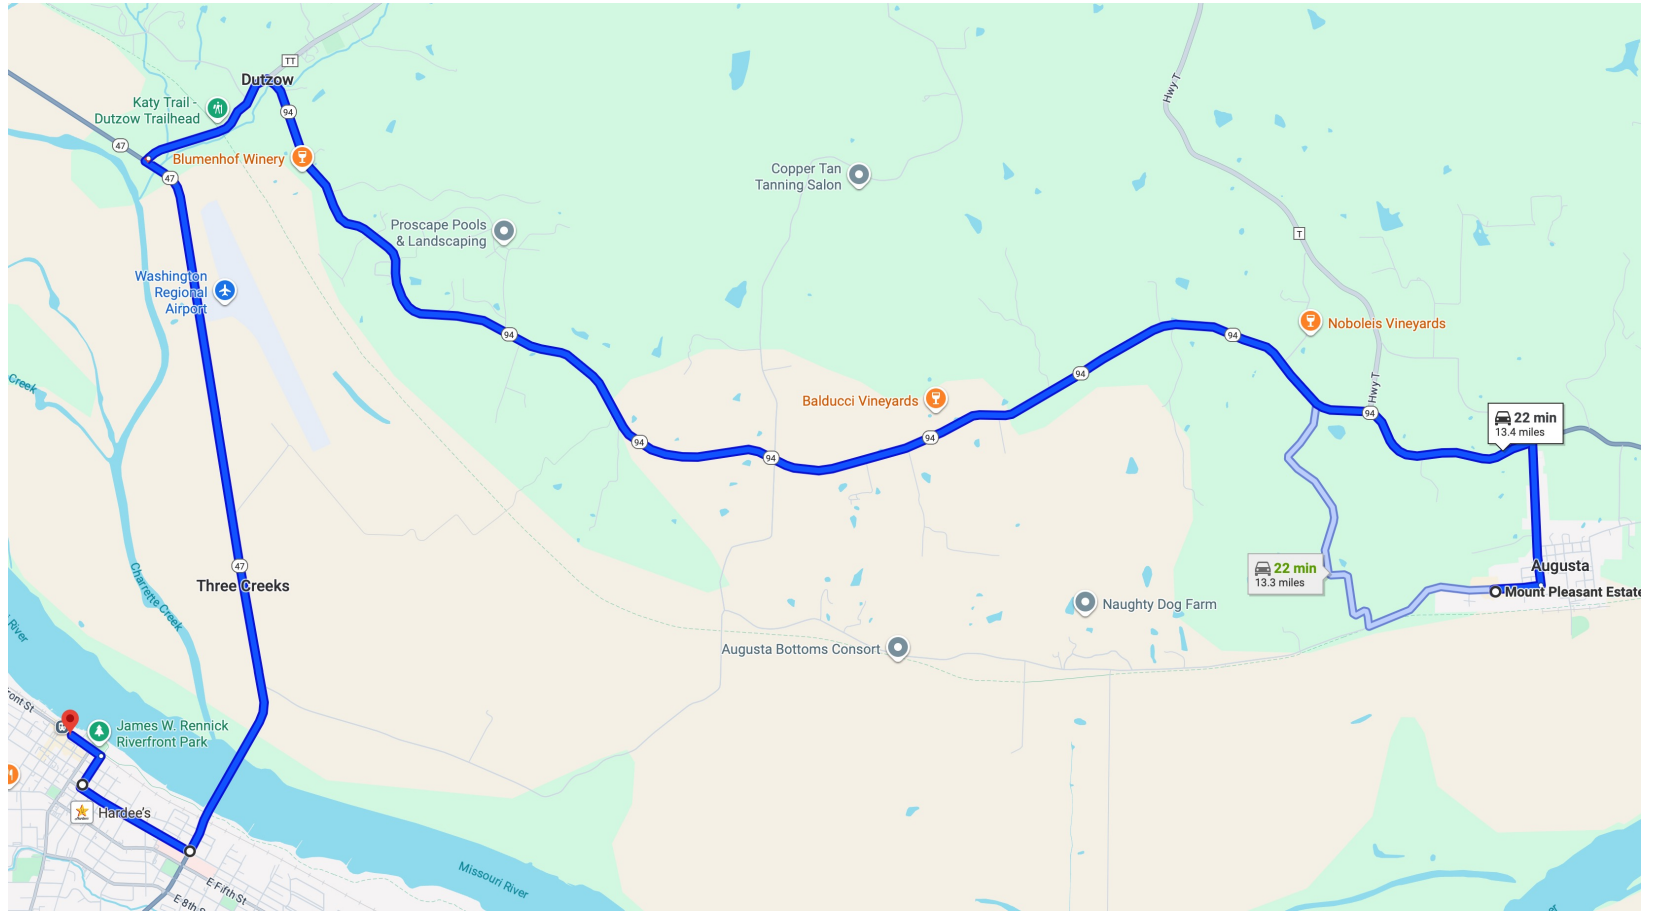 TT
Dutzow
Katy Trail -
Dutzow Trailhead
94
47
Blumenhof Winery
47
Hwy T
Copper Tan
Tanning Salon
Proscape Pools
& Landscaping
T
Washington
Regional
Airport
Noboleis Vineyards
94
94
94
Hwy T
Balducci Vineyards
94
22 min
13.4 miles
94
94
94
Creek
47
Three Creeks
Charrette Creek
River
22 min
13.3 miles
Augusta
Mount Pleasant Estate
Naughty Dog Farm
Augusta Bottoms Consort
ont St
James W. Rennick
Riverfront Park
Hardee's
Missouri River
E Fifth St
E 8th S